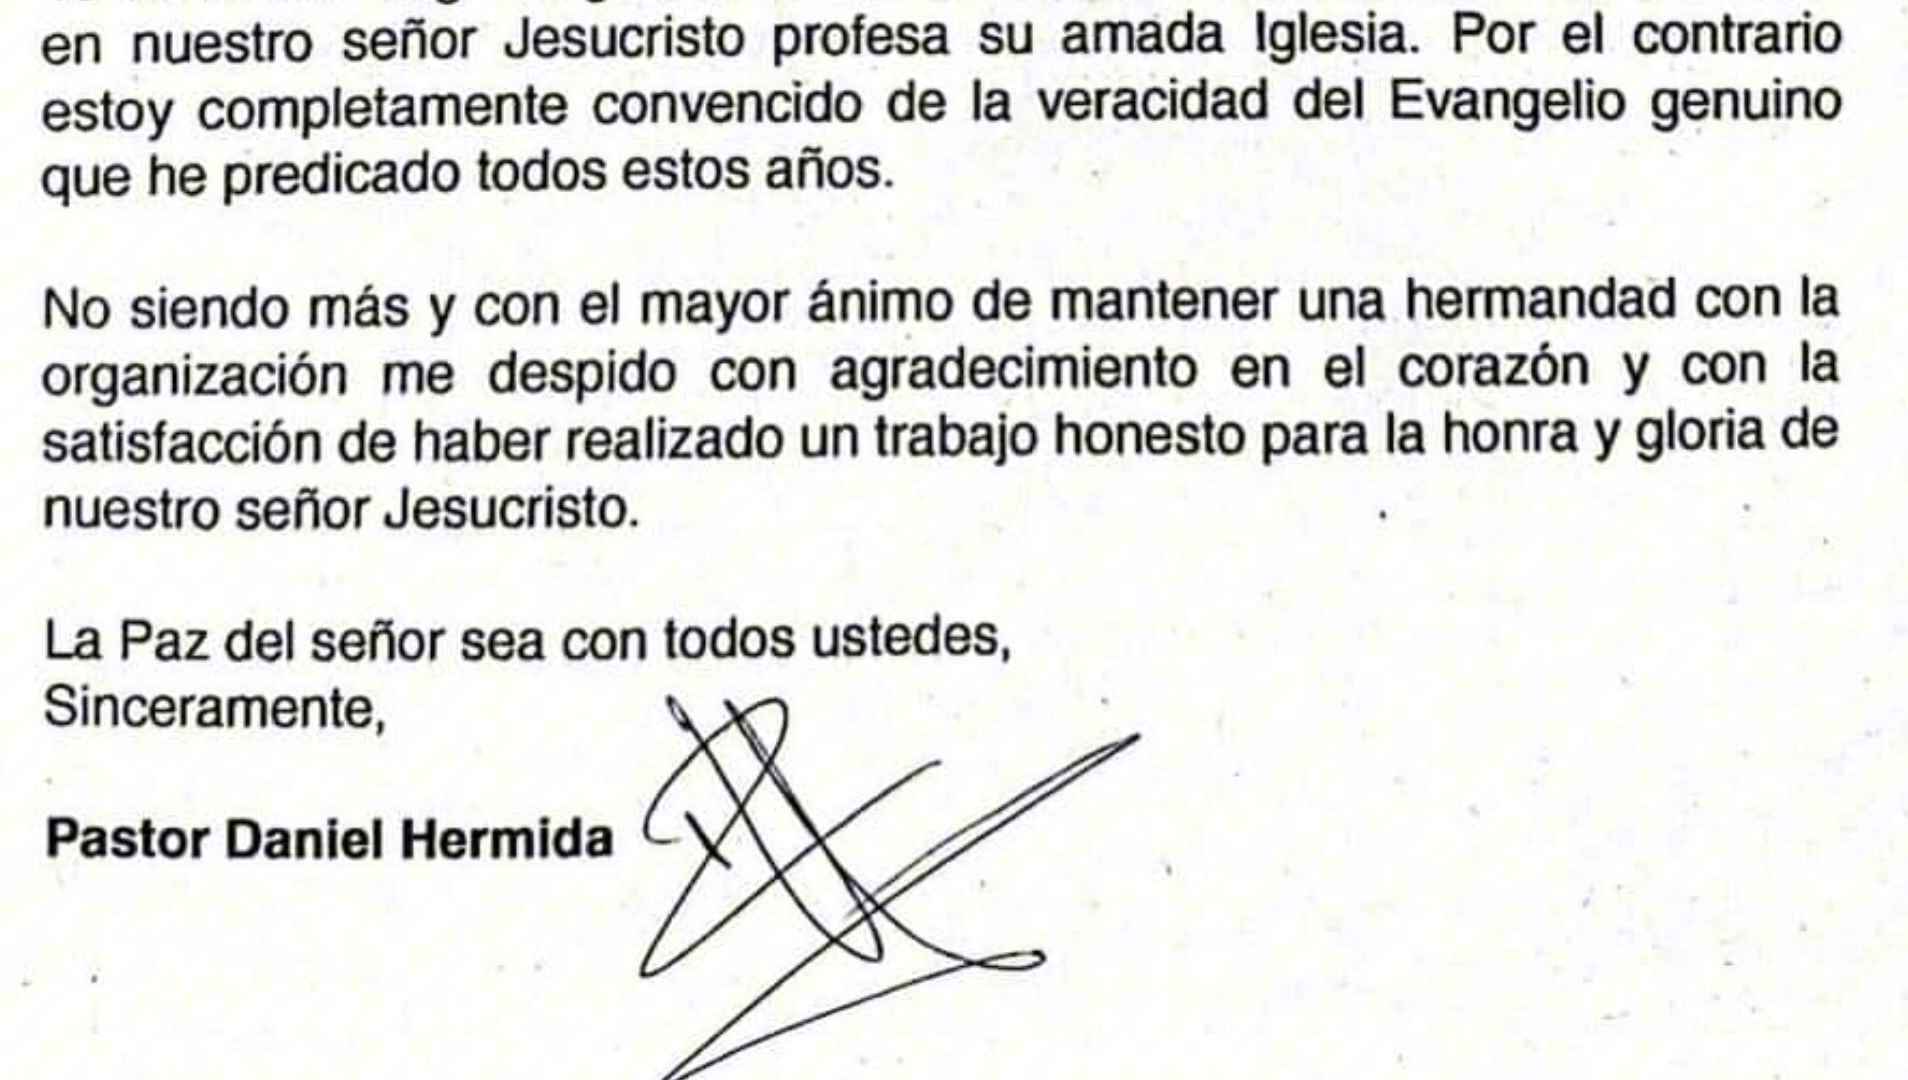 en nuestro señor Jesucristo profesa su amada Iglesia. Por el contrario
estoy completamente convencido de la veracidad del Evangelio genuino
que he predicado todos estos años.
No siendo más y con el mayor ánimo de mantener una hermandad con la
organización me despido con agradecimiento en el corazón y con la
satisfacción de haber realizado un trabajo honesto para la honra y gloria de
nuestro señor Jesucristo.
La Paz del señor sea con todos ustedes,
Sinceramente,
Pastor Daniel Hermida